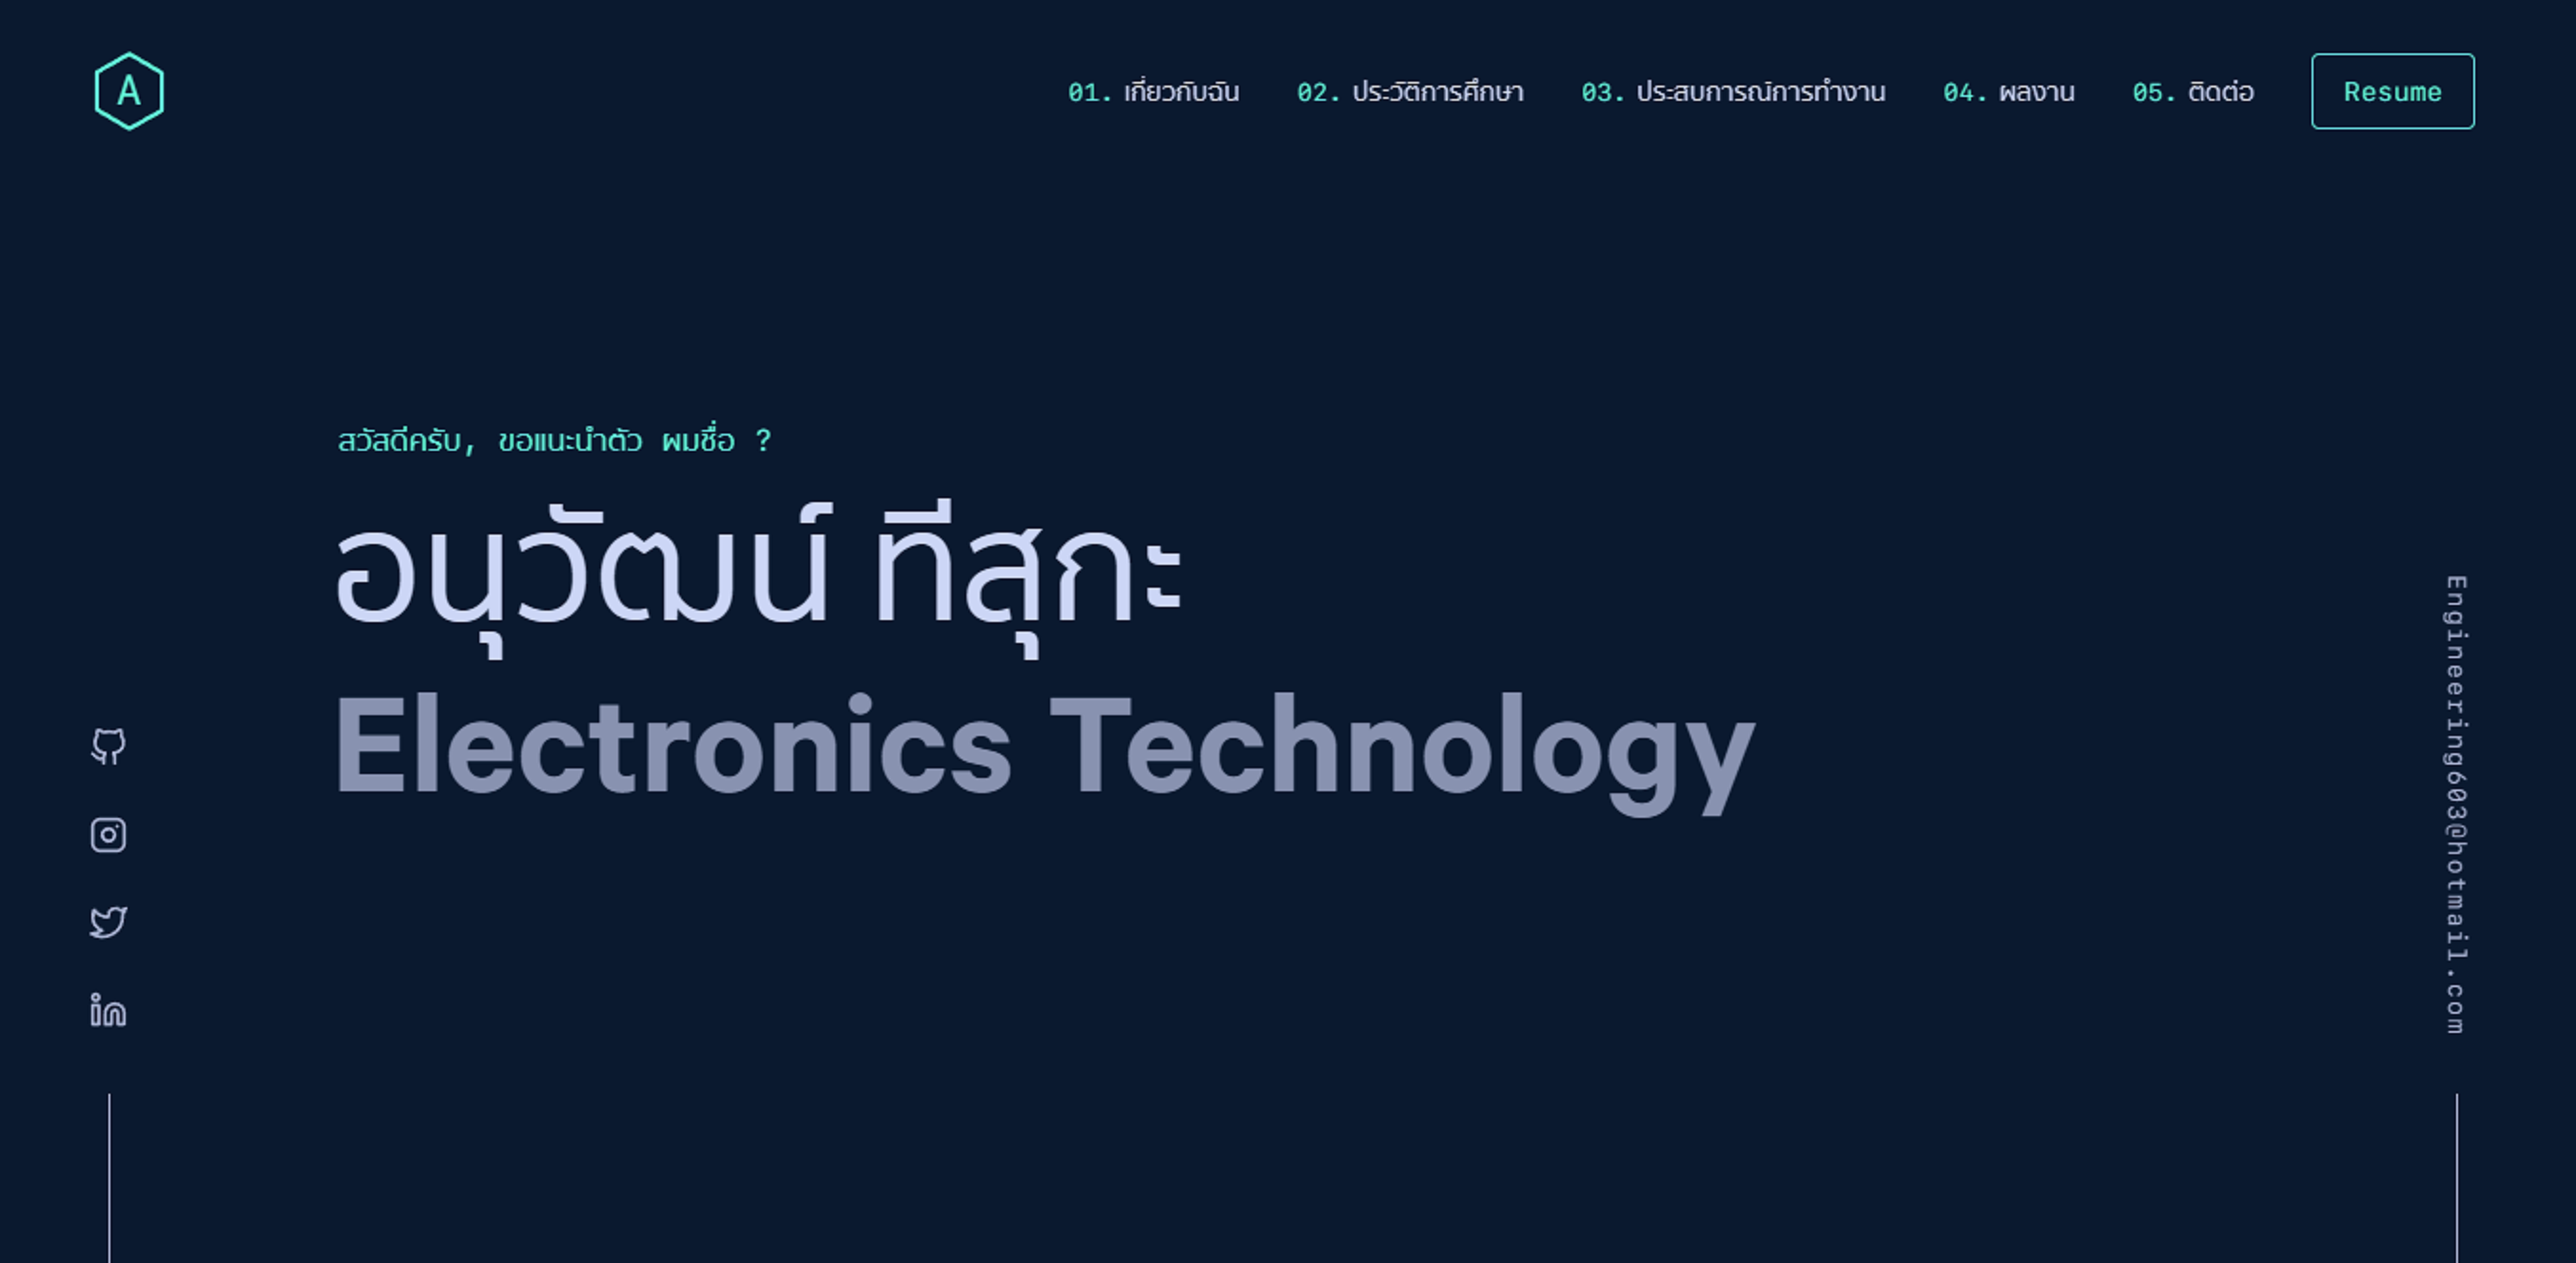 A
01. เกี่ยวกับฉัน 02. ประวัติการศึกษา 03. ประสบการณ์การทำงาน 04. ผลงาน 05. ติดต่อ Resume
สวัสดีครับ, ขอแนะนำตัว ผมชื่อ ?
อนุวัฒน์ ทีสุกะ
Electronics Technology
Engineering603@hotmail.com